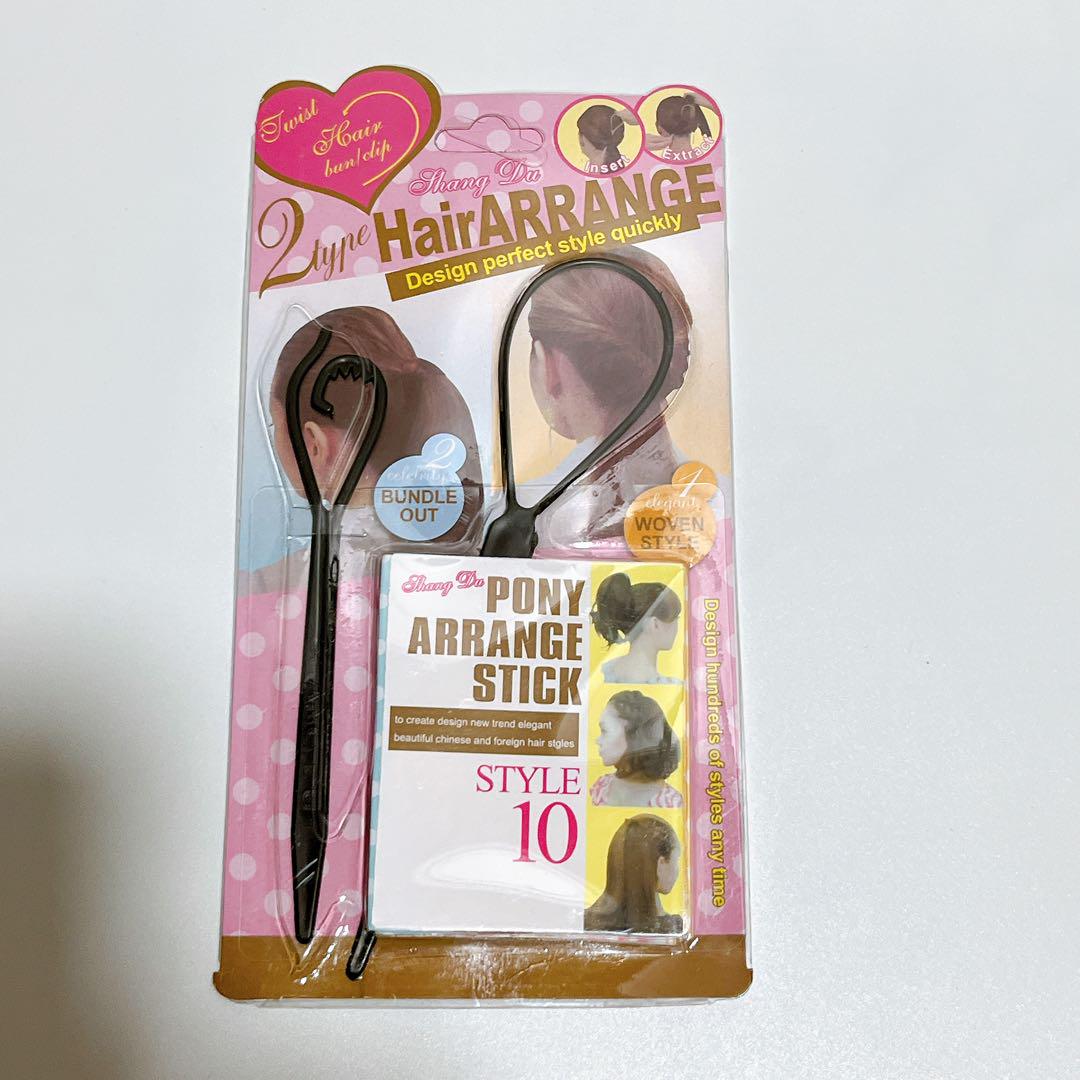 Twist
Hair
bun/clip
Insert
Extract
Shang Du
2type HairARRANGE
Design perfect style quickly
2
celebrity
BUNDLE
OUT
1
elegant
WOVEN
STYLE
Shang Du PONY
ARRANGE
STICK
to create design new trend elegant
beautiful chinese and foreign hair stgles
STYLE
10
Design hundreds of styles any time